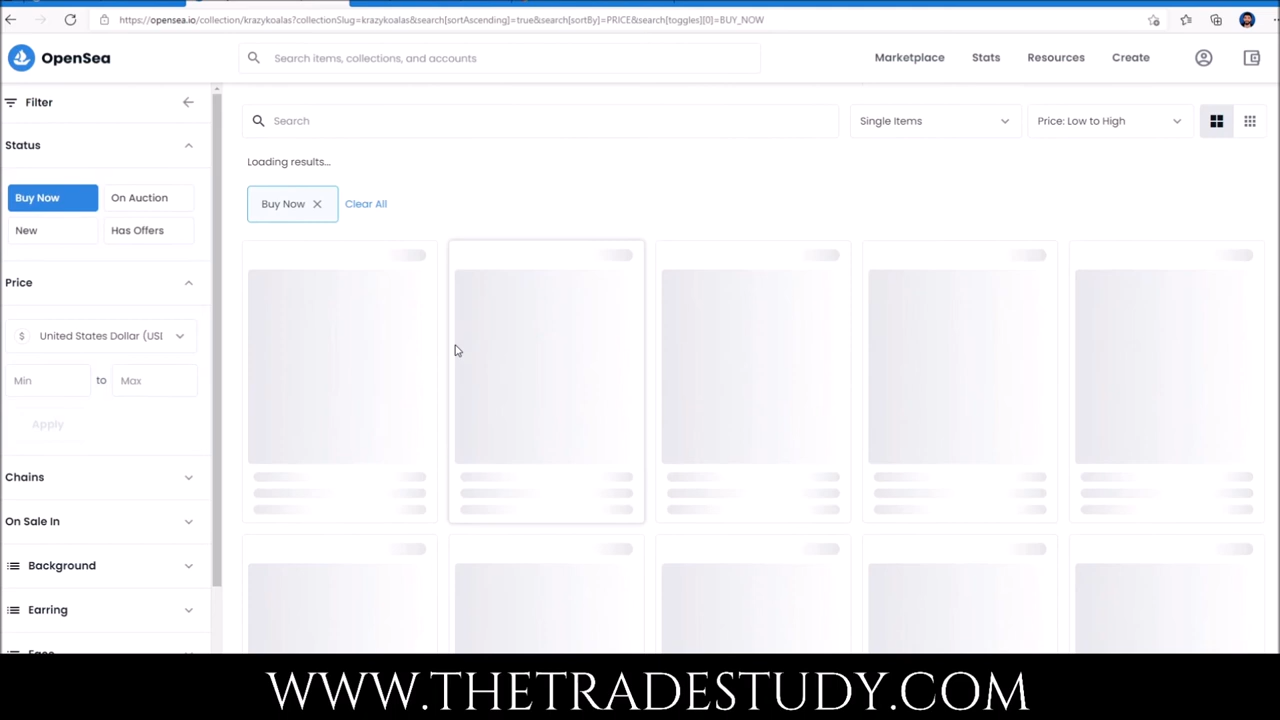 https://opensea.io/collection/krazykoalas?collectionSlug=krazykoalas&search[sortAscending]=true&search[sortBy]=PRICE&search[toggles][0]=BUY_NOW
OpenSea
Search items, collections, and accounts
Marketplace
Stats
Resources
Create
Filter
Search
Single Items
Price: Low to High
Status
Loading results...
Buy Now
On Auction
Buy Now
Clear All
New
Has Offers
Price
$ United States Dollar (USI
Min to Max
Apply
Chains
On Sale In
Background
Earring
WWW.THETRADESTUDY.COM